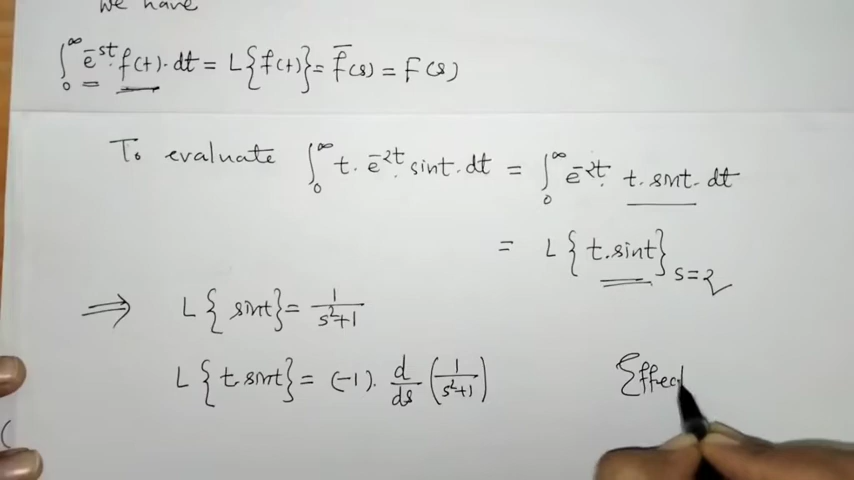 we have
∫₀^∞ e^-st · f(t) · dt = L{f(t)} = f̄(s) = F(s)
To evaluate ∫₀^∞ t · e^-2t · sint · dt = ∫₀^∞ e^-2t · t · sint · dt
= L{t.sint} s=2
⟹ L{sint} = 1/(s²+1)
L{t.sint} = (-1) · d/ds (1/(s²+1)) Effec